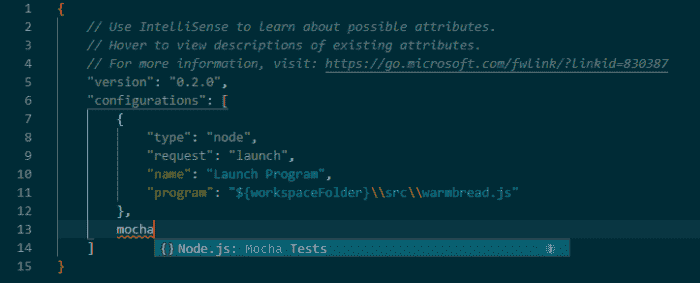 1 {
2 // Use IntelliSense to learn about possible attributes.
3 // Hover to view descriptions of existing attributes.
4 // For more information, visit: https://go.microsoft.com/fwlink/?linkid=830387
5 "version": "0.2.0",
6 "configurations": [
7 {
8 "type": "node",
9 "request": "launch",
10 "name": "Launch Program",
11 "program": "${workspaceFolder}\\src\\warmbread.js"
12 },
13 mocha
14 ] {} Node.js: Mocha Tests
15 }